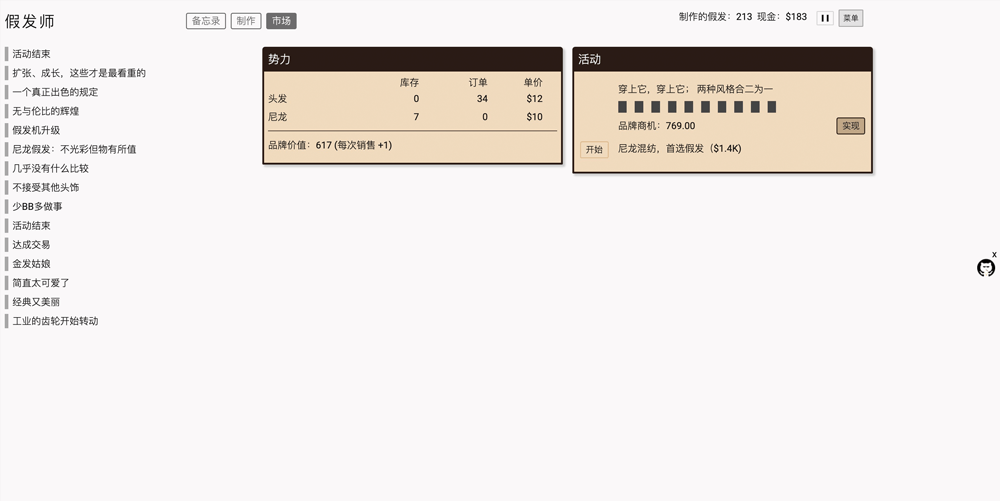 假发师
备忘录 制作 市场
制作的假发：213 现金：$183
菜单
活动结束
扩张、成长，这些才是最看重的
一个真正出色的规定
无与伦比的辉煌
假发机升级
尼龙假发：不光彩但物有所值
几乎没有什么比较
不接受其他头饰
少BB多做事
活动结束
达成交易
金发姑娘
简直太可爱了
经典又美丽
工业的齿轮开始转动
势力
库存 订单 单价
头发 0 34 $12
尼龙 7 0 $10
品牌价值：617 (每次销售 +1)
活动
穿上它，穿上它； 两种风格合二为一
品牌商机：769.00
实现
开始 尼龙混纺，首选假发（$1.4K)
x